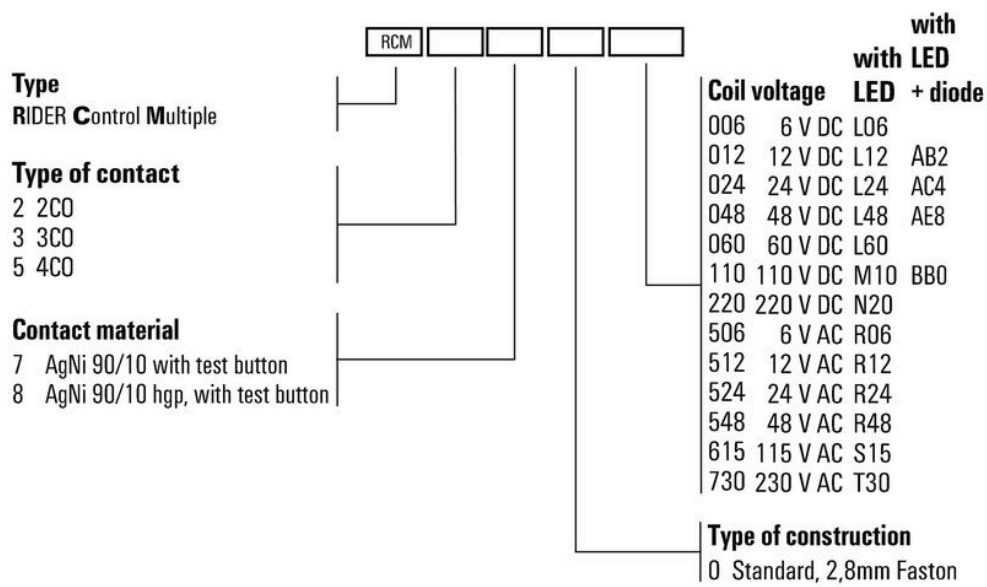 RCM
Type
RIDER Control Multiple
Type of contact
2 2CO
3 3CO
5 4CO
Contact material
7 AgNi 90/10 with test button
8 AgNi 90/10 hgp, with test button
with
with LED
Coil voltage LED + diode
006 6 V DC L06
012 12 V DC L12 AB2
024 24 V DC L24 AC4
048 48 V DC L48 AE8
060 60 V DC L60
110 110 V DC M10 BB0
220 220 V DC N20
506 6 V AC R06
512 12 V AC R12
524 24 V AC R24
548 48 V AC R48
615 115 V AC S15
730 230 V AC T30
Type of construction
0 Standard, 2,8mm Faston